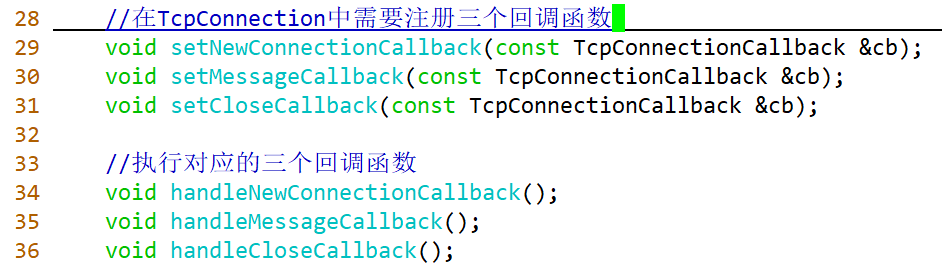 28 //在TcpConnection中需要注册三个回调函数
29 void setNewConnectionCallback(const TcpConnectionCallback &cb);
30 void setMessageCallback(const TcpConnectionCallback &cb);
31 void setCloseCallback(const TcpConnectionCallback &cb);
32
33 //执行对应的三个回调函数
34 void handleNewConnectionCallback();
35 void handleMessageCallback();
36 void handleCloseCallback();